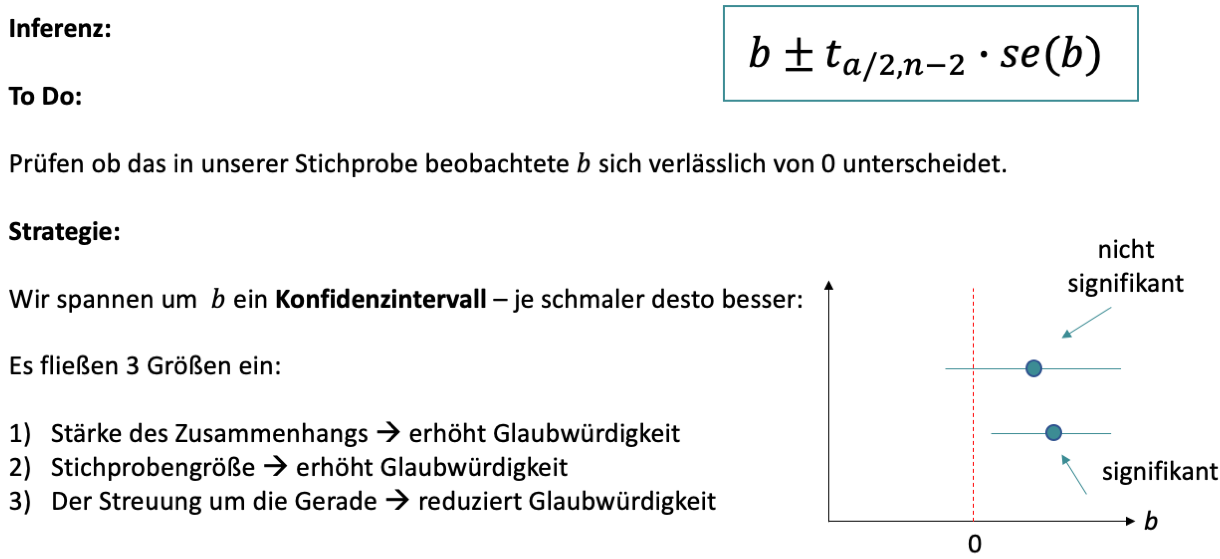 Inferenz:
b ± t_{a/2,n−2} · se(b)
To Do:
Prüfen ob das in unserer Stichprobe beobachtete b sich verlässlich von 0 unterscheidet.
Strategie:
Wir spannen um b ein Konfidenzintervall – je schmaler desto besser:
Es fließen 3 Größen ein:
1) Stärke des Zusammenhangs → erhöht Glaubwürdigkeit
2) Stichprobengröße → erhöht Glaubwürdigkeit
3) Der Streuung um die Gerade → reduziert Glaubwürdigkeit
nicht
signifikant
signifikant
b
0